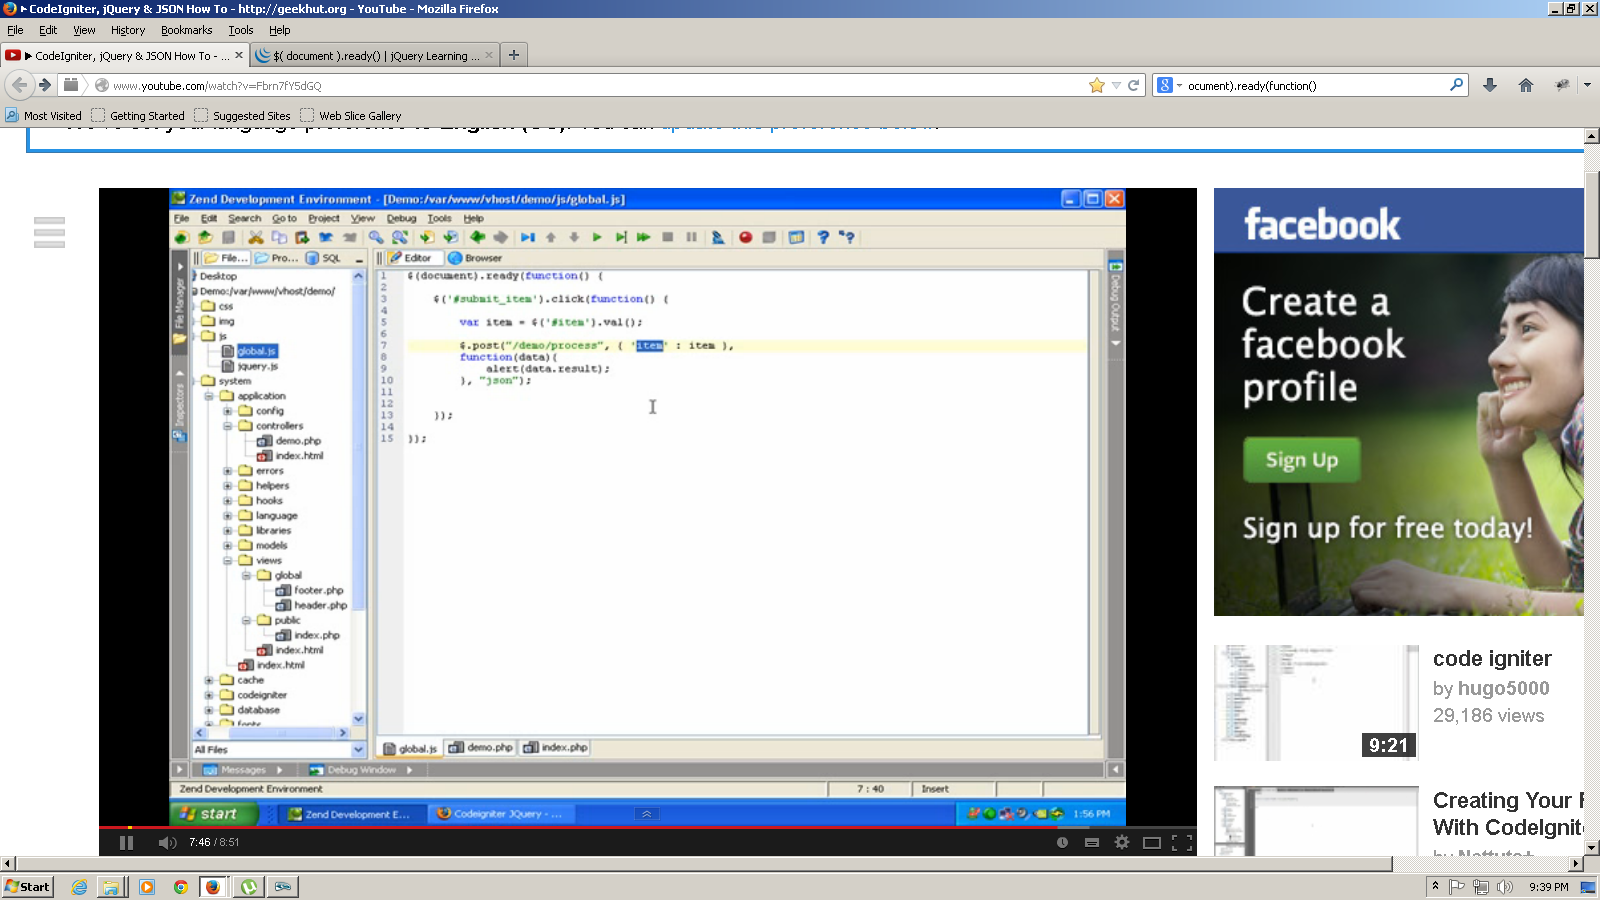 CodeIgniter, jQuery & JSON How To - http://geekhut.org - YouTube - Mozilla Firefox
File Edit View History Bookmarks Tools Help
CodeIgniter, jQuery & JSON How To - ...
$( document ).ready() | jQuery Learning ...
www.youtube.com/watch?v=Fbrn7fY5dGQ
ocument).ready(function()
Most Visited Getting Started Suggested Sites Web Slice Gallery
Zend Development Environment - [Demo:/var/www/vhost/demo/js/global.js]
File Edit Search Go to Project View Debug Tools Help
File... Pro... SQL
Editor Browser
File Manager
Inspectors
Debug Output
Desktop
Demo:/var/www/vhost/demo/
css
img
js
global.js
jquery.js
system
application
config
controllers
demo.php
index.html
errors
helpers
hooks
language
libraries
models
views
global
footer.php
header.php
public
index.php
index.html
index.html
cache
codeigniter
database
fonts
All Files
1 $(document).ready(function() {
2
3 $('#submit_item').click(function() {
4
5 var item = $('#item').val();
6
7 $.post("/demo/process", { 'item' : item },
8 function(data){
9 alert(data.result);
10 }, "json");
11
12
13 });
14
15 });
global.js demo.php index.php
Messages Debug Window
Zend Development Environment 7 : 40 Insert
start Zend Development E... Codeigniter JQuery - ... 1:56 PM
7:46 / 8:51
facebook
Create a
facebook
profile
Sign Up
Sign up for free today!
code igniter
by hugo5000
29,186 views
9:21
Creating Your
With CodeIgnit
Start 9:39 PM